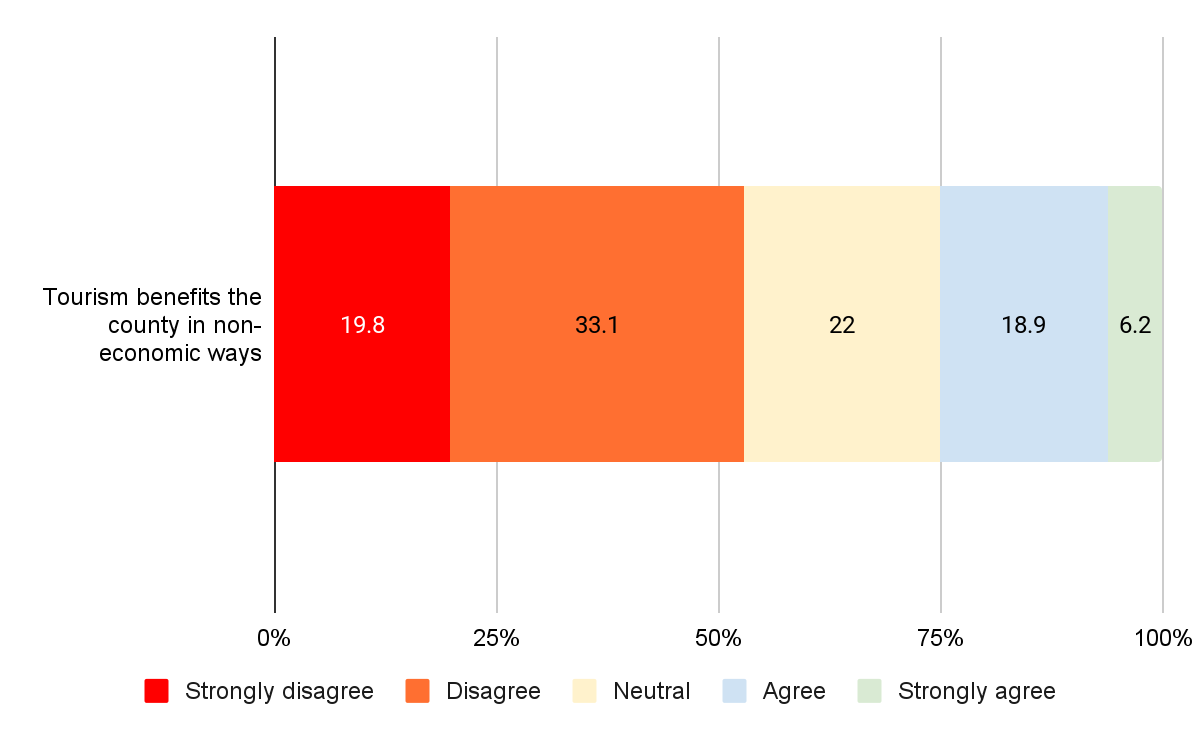 Tourism benefits the
county in non-
economic ways
19.8
33.1
22
18.9
6.2
0%
25%
50%
75%
100%
Strongly disagree
Disagree
Neutral
Agree
Strongly agree